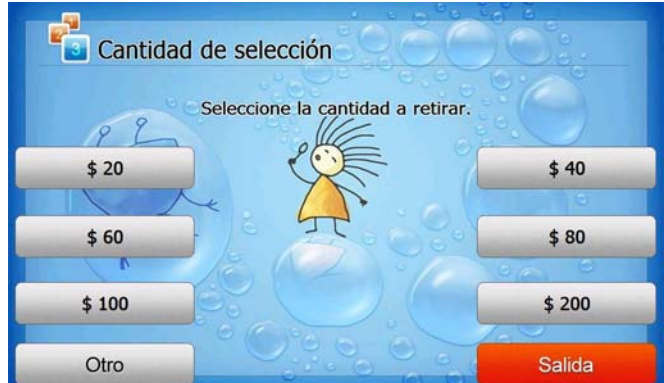 3
Cantidad de selección
Seleccione la cantidad a retirar.
$ 20
$ 40
$ 60
$ 80
$ 100
$ 200
Otro
Salida